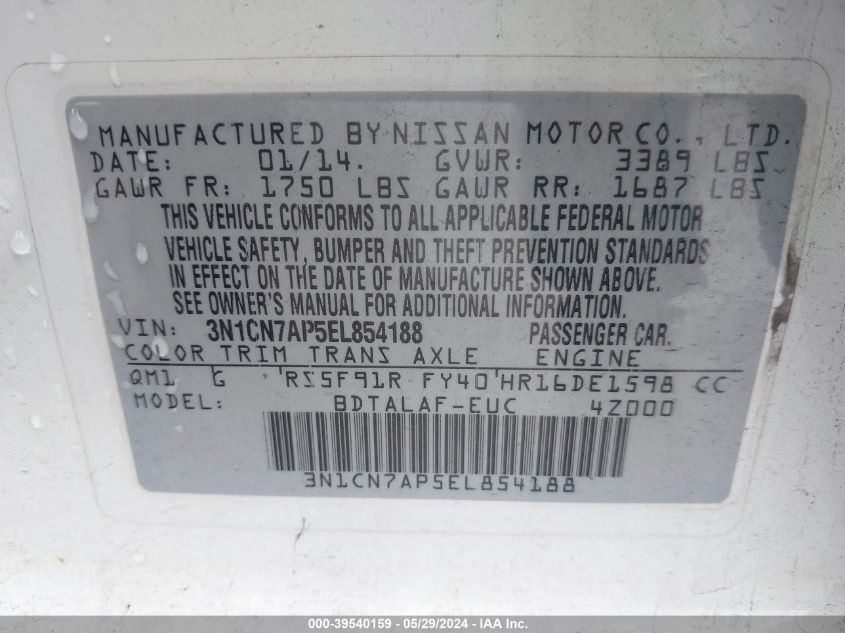 MANUFACTURED BY NISSAN MOTOR CO., LTD.
DATE: 01/14. GVWR: 3389 LBS
GAWR FR: 1750 LBS GAWR RR: 1687 LBS
THIS VEHICLE CONFORMS TO ALL APPLICABLE FEDERAL MOTOR
VEHICLE SAFETY, BUMPER AND THEFT PREVENTION STANDARDS
IN EFFECT ON THE DATE OF MANUFACTURE SHOWN ABOVE.
SEE OWNER'S MANUAL FOR ADDITIONAL INFORMATION.
VIN: 3N1CN7AP5EL854188 PASSENGER CAR.
COLOR TRIM TRANS AXLE ENGINE
QM1 G RS5F91R FY40 HR16DE1598 CC
MODEL: BDTALAF-EUC 4Z000
3N1CN7AP5EL854188
000-39540159 - 05/29/2024 - IAA Inc.